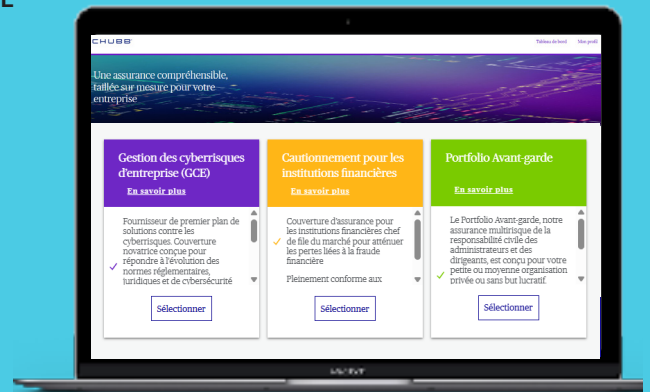 CHUBB
Tableau de bord Mon profil
Une assurance compréhensible,
taillée sur mesure pour votre
entreprise
Gestion des cyberrisques
d'entreprise (GCE)
En savoir plus
Fournisseur de premier plan de
solutions contre les
cyberrisques. Couverture
novatrice conçue pour
répondre à l'évolution des
normes réglementaires,
juridiques et de cybersécurité
Sélectionner
Cautionnement pour les
institutions financières
En savoir plus
Couverture d'assurance pour
les institutions financières chef
de file du marché pour atténuer
les pertes liées à la fraude
financière
Pleinement conforme aux
Sélectionner
Portfolio Avant-garde
En savoir plus
Le Portfolio Avant-garde, notre
assurance multirisque de la
responsabilité civile des
administrateurs et des
dirigeants, est conçu pour votre
petite ou moyenne organisation
privée ou sans but lucratif.
Sélectionner